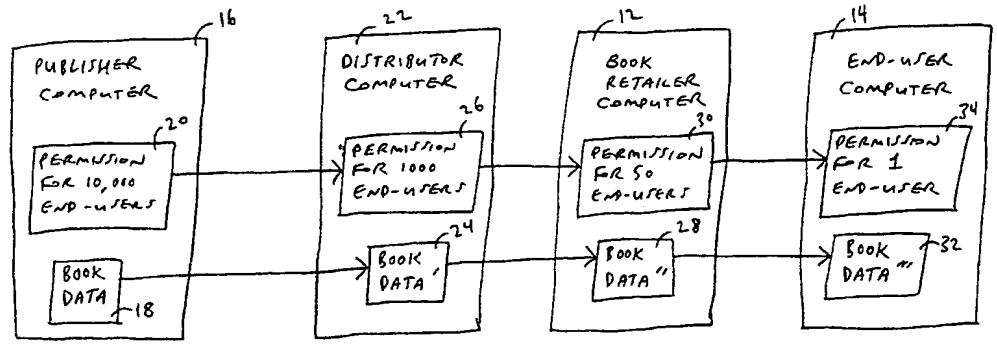 16
PUBLISHER
COMPUTER
20
PERMISSION
FOR 10,000
END-USERS
BOOK
DATA
18
22
DISTRIBUTOR
COMPUTER
26
PERMISSION
FOR 1000
END-USERS
24
BOOK
DATA'
12
BOOK
RETAILER
COMPUTER
30
PERMISSION
FOR 50
END-USERS
28
BOOK
DATA"
14
END-USER
COMPUTER
34
PERMISSION
FOR 1
END-USER
32
BOOK
DATA'''